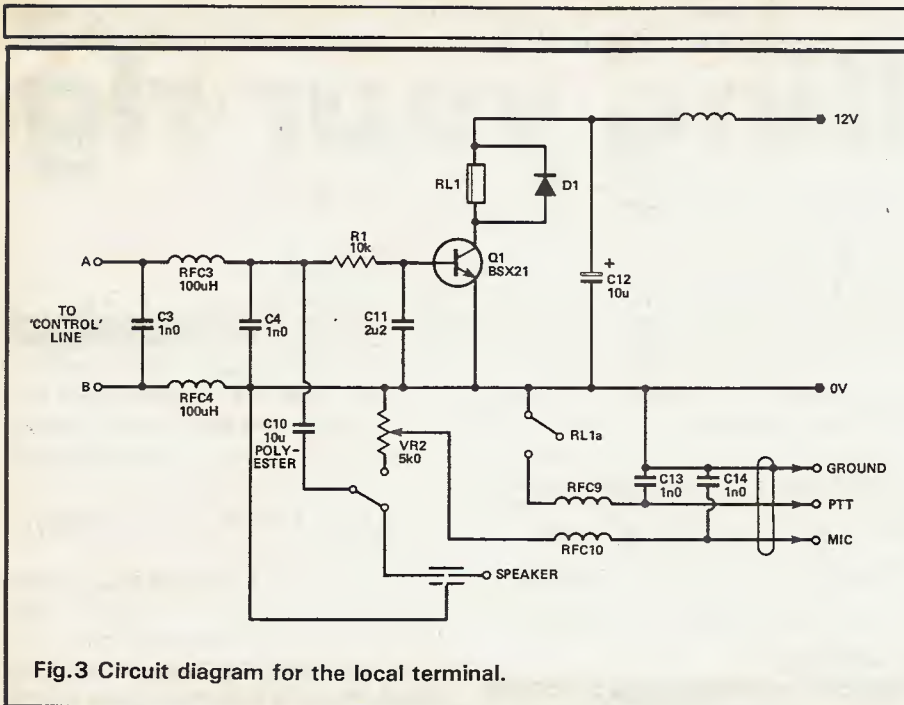 12V
RL1
D1
R1
10k
Q1
BSX21
+
C12
10u
A
RFC3
100uH
TO
'CONTROL'
LINE
C3
1n0
C4
1n0
C11
2u2
B
RFC4
100uH
0V
C10
10u
POLY-
ESTER
VR2
5k0
RL1a
C13
1n0
C14
1n0
GROUND
RFC9
PTT
RFC10
MIC
SPEAKER
Fig.3 Circuit diagram for the local terminal.